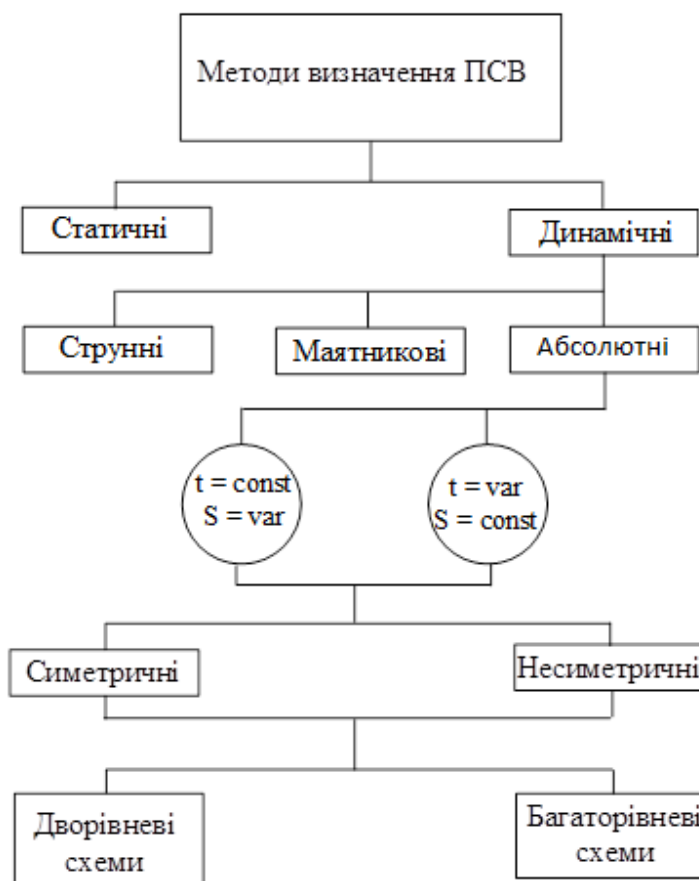 Методи визначення ПСВ
Статичні
Динамічні
Струнні
Маятникові
Абсолютні
t = const
S = var
t = var
S = const
Симетричні
Несиметричні
Дворівневі
схеми
Багаторівневі
схеми